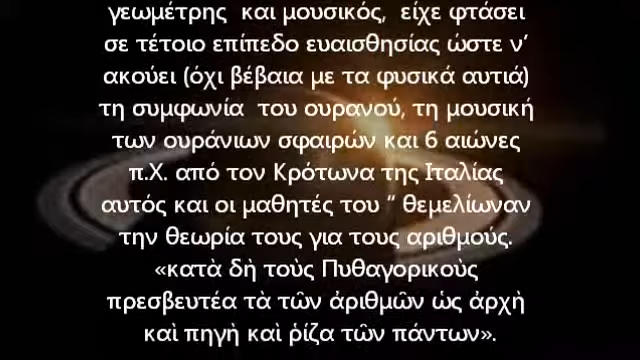 γεωμέτρης και μουσικός, είχε φτάσει
σε τέτοιο επίπεδο ευαισθησίας ώστε ν’
ακούει (όχι βέβαια με τα φυσικά αυτιά)
τη συμφωνία του ουρανού, τη μουσική
των ουράνιων σφαιρών και 6 αιώνες
π.Χ. από τον Κρότωνα της Ιταλίας
αυτός και οι μαθητές του “ θεμελίωναν
την θεωρία τους για τους αριθμούς.
«κατὰ δὴ τοὺς Πυθαγορικοὺς
πρεσβευτέα τὰ τῶν ἀριθμῶν ὡς ἀρχὴ
καὶ πηγὴ καὶ ῥίζα τῶν πάντων».